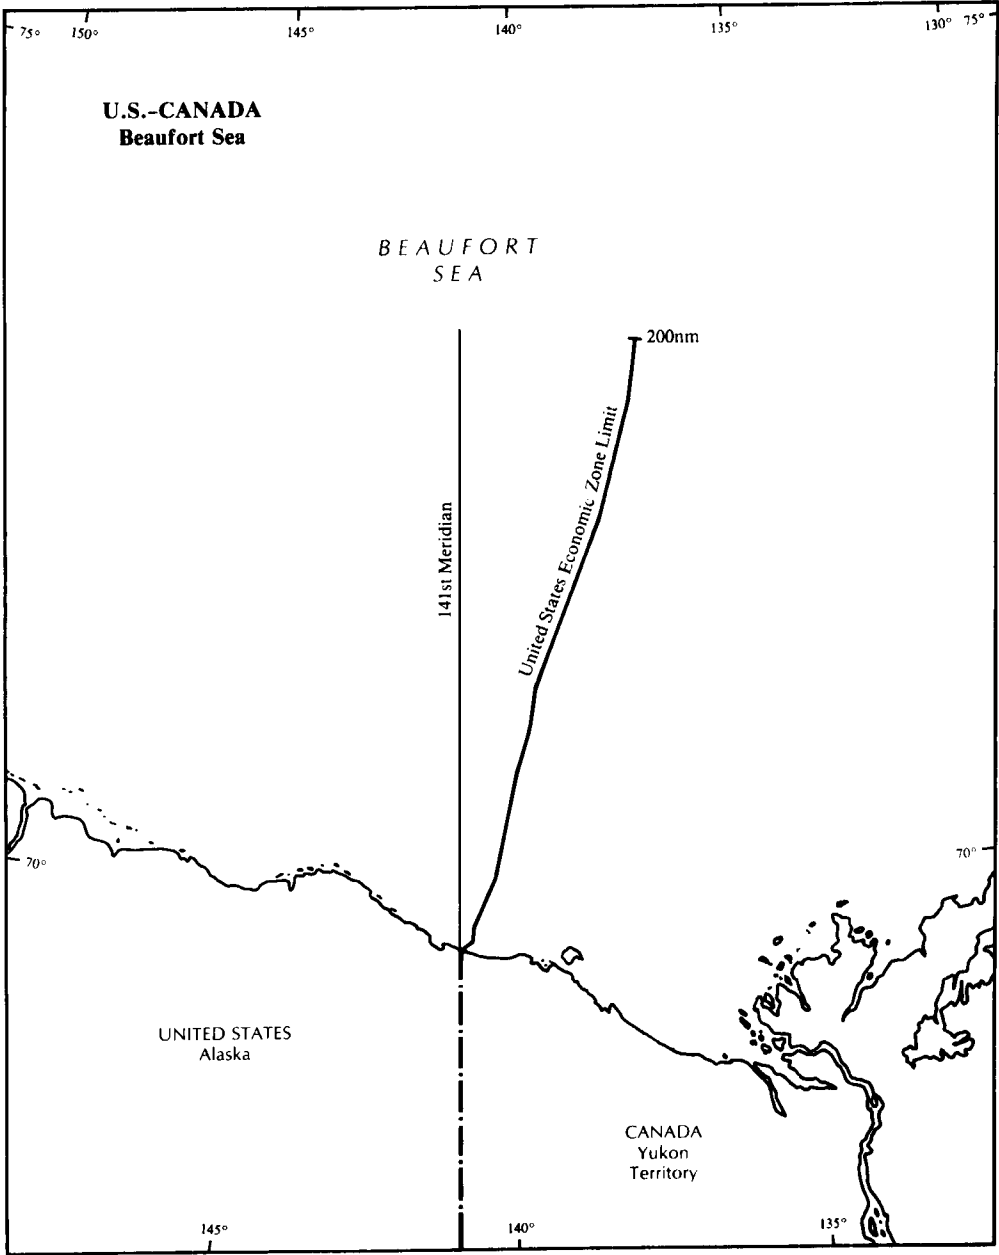 75° 150° 145° 140° 135° 130° 75°
U.S.-CANADA
Beaufort Sea
BEAUFORT
SEA
200nm
United States Economic Zone Limit
141st Meridian
70° 70°
UNITED STATES
Alaska
CANADA
Yukon
Territory
145° 140° 135°